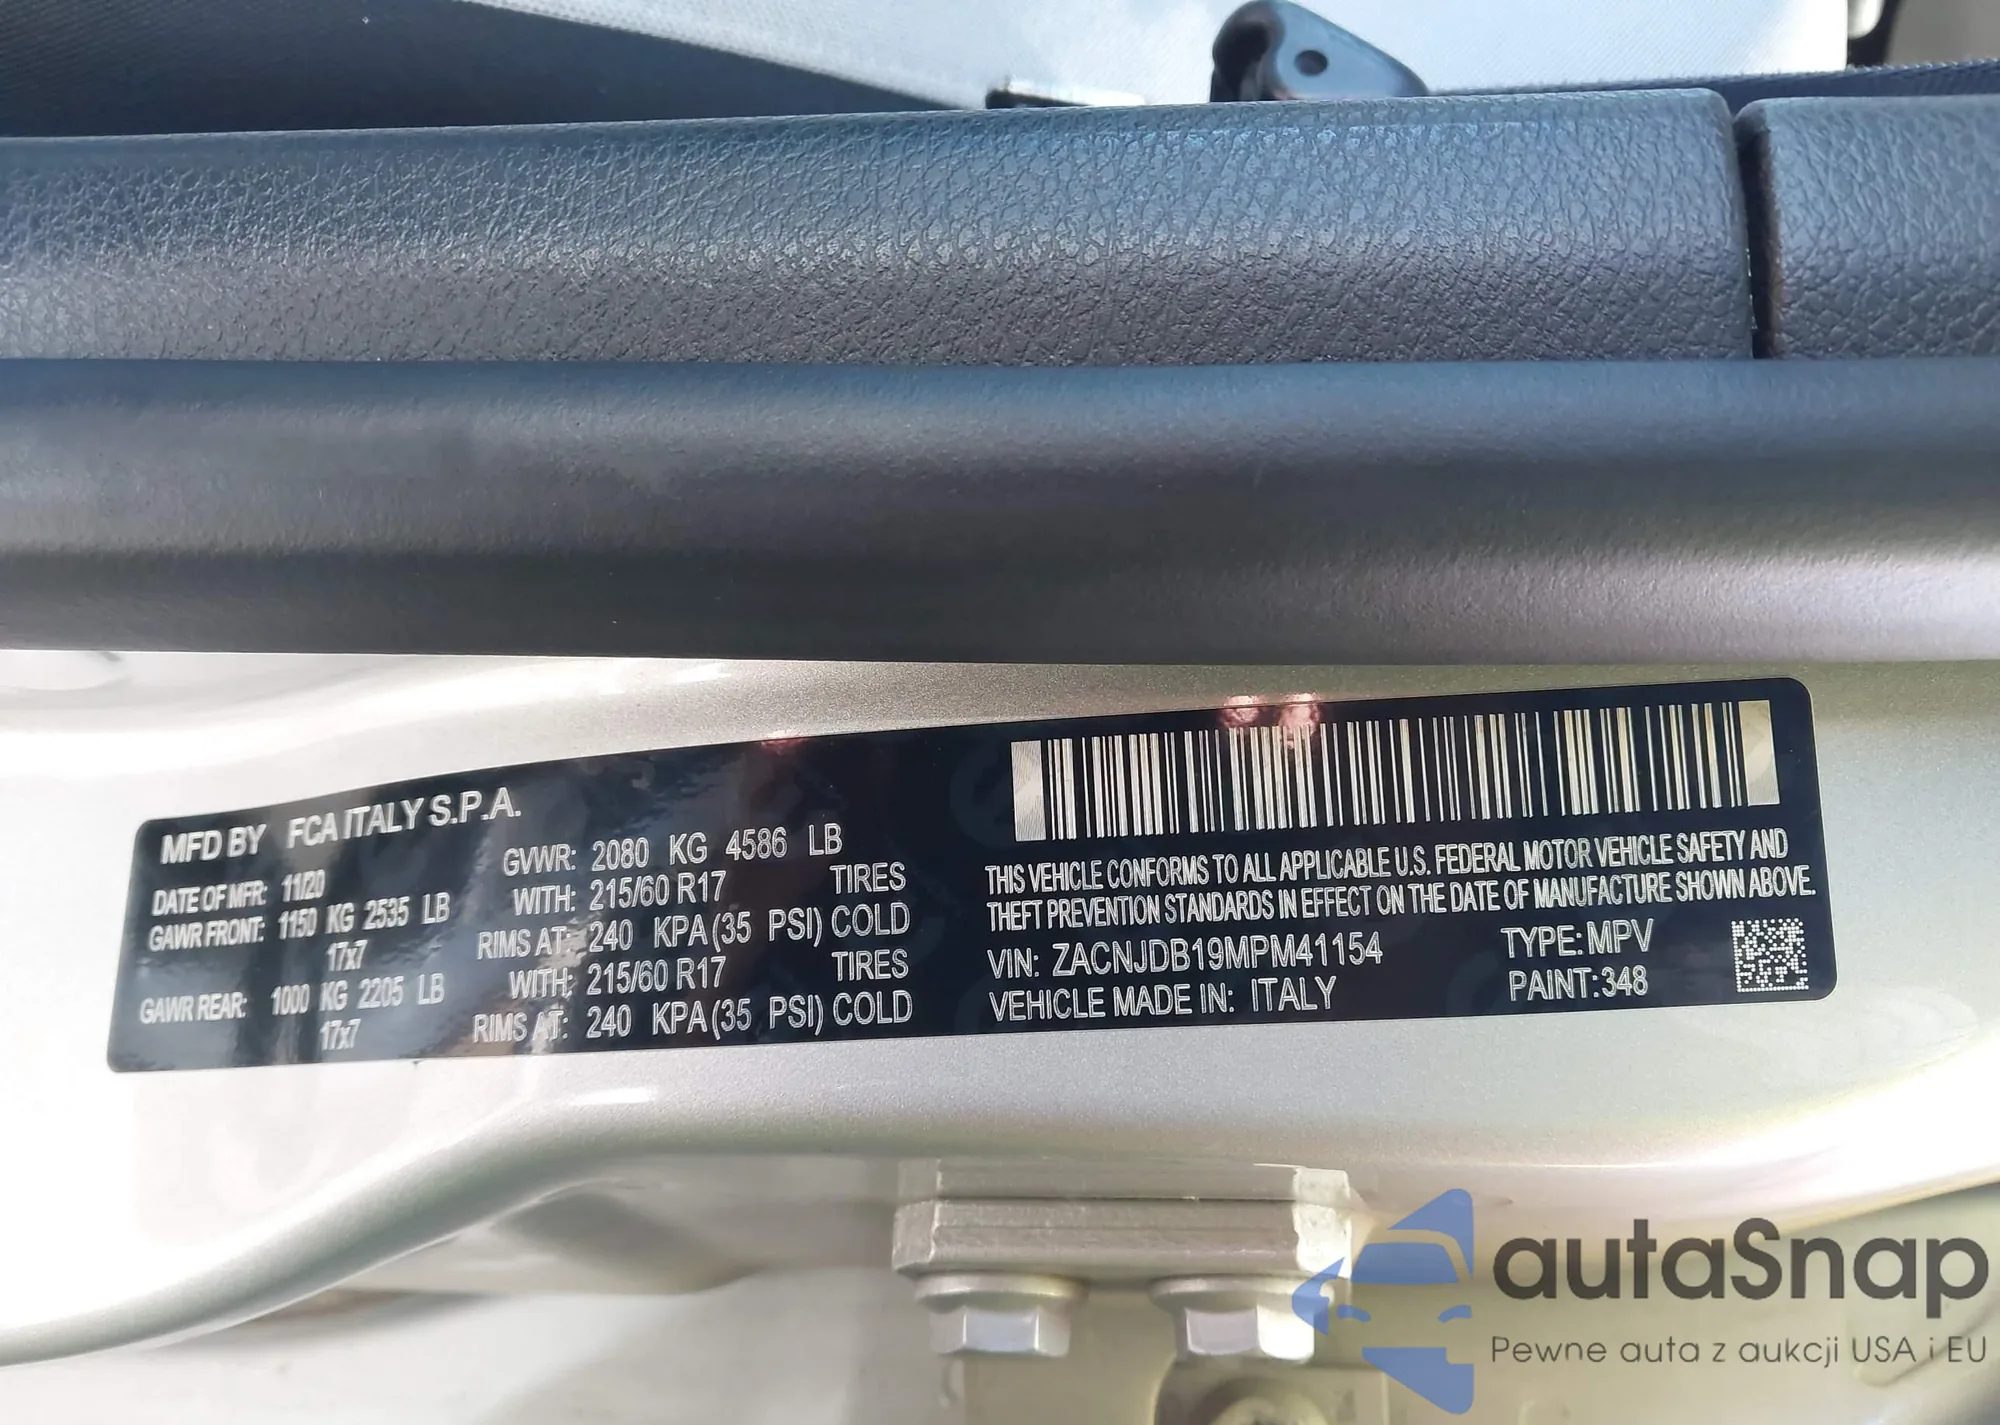 MFD BY FCA ITALY S.P.A.
DATE OF MFR: 11/20 GVWR: 2080 KG 4586 LB
GAWR FRONT: 1150 KG 2535 LB WITH: 215/60 R17 TIRES
17x7 RIMS AT: 240 KPA(35 PSI) COLD
GAWR REAR: 1000 KG 2205 LB WITH: 215/60 R17 TIRES
17x7 RIMS AT: 240 KPA(35 PSI) COLD
THIS VEHICLE CONFORMS TO ALL APPLICABLE U.S. FEDERAL MOTOR VEHICLE SAFETY AND
THEFT PREVENTION STANDARDS IN EFFECT ON THE DATE OF MANUFACTURE SHOWN ABOVE.
VIN: ZACNJDB19MPM41154 TYPE: MPV
VEHICLE MADE IN: ITALY PAINT: 348
autaSnap
Pewne auta z aukcji USA i EU